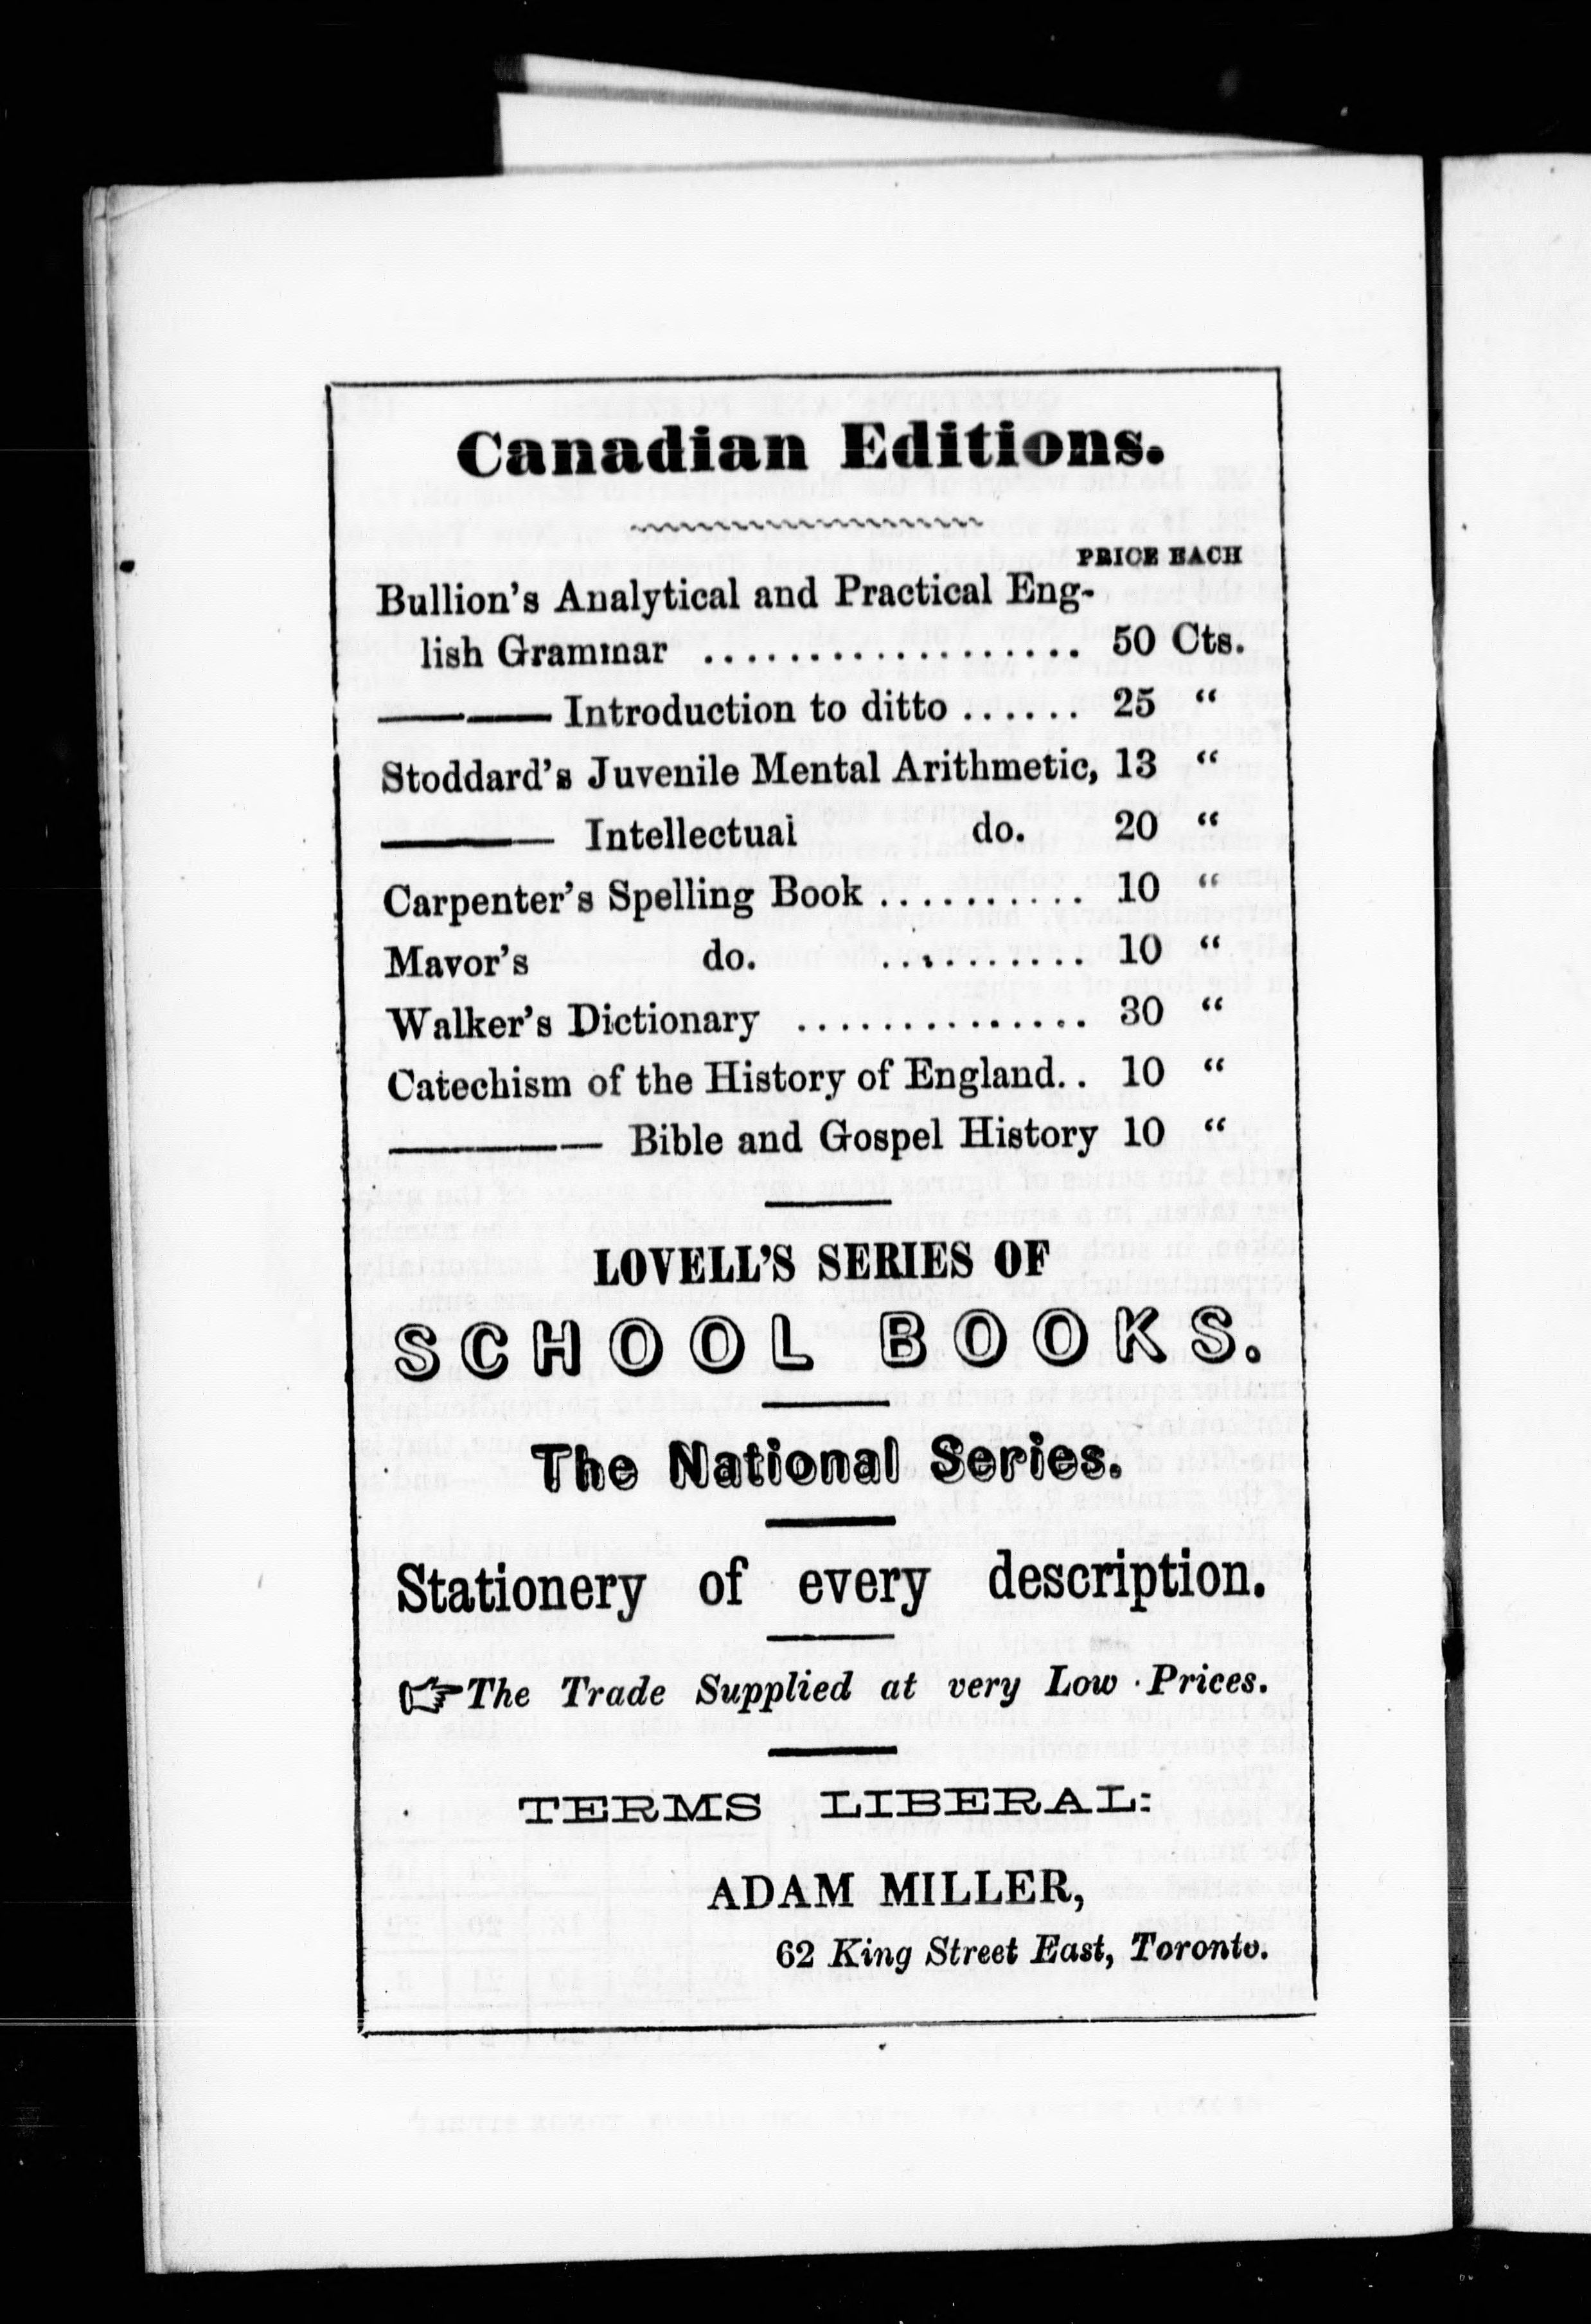 Canadian Editions.
PRICE EACH
Bullion's Analytical and Practical Eng-
lish Grammar .................. 50 Cts.
——— Introduction to ditto ...... 25 "
Stoddard's Juvenile Mental Arithmetic, 13 "
——— Intellectual do. 20 "
Carpenter's Spelling Book .......... 10 "
Mavor's do. .......... 10 "
Walker's Dictionary .............. 30 "
Catechism of the History of England.. 10 "
———— Bible and Gospel History 10 "
LOVELL'S SERIES OF
SCHOOL BOOKS.
The National Series.
Stationery of every description.
☞ The Trade Supplied at very Low Prices.
TERMS LIBERAL:
ADAM MILLER,
62 King Street East, Toronto.